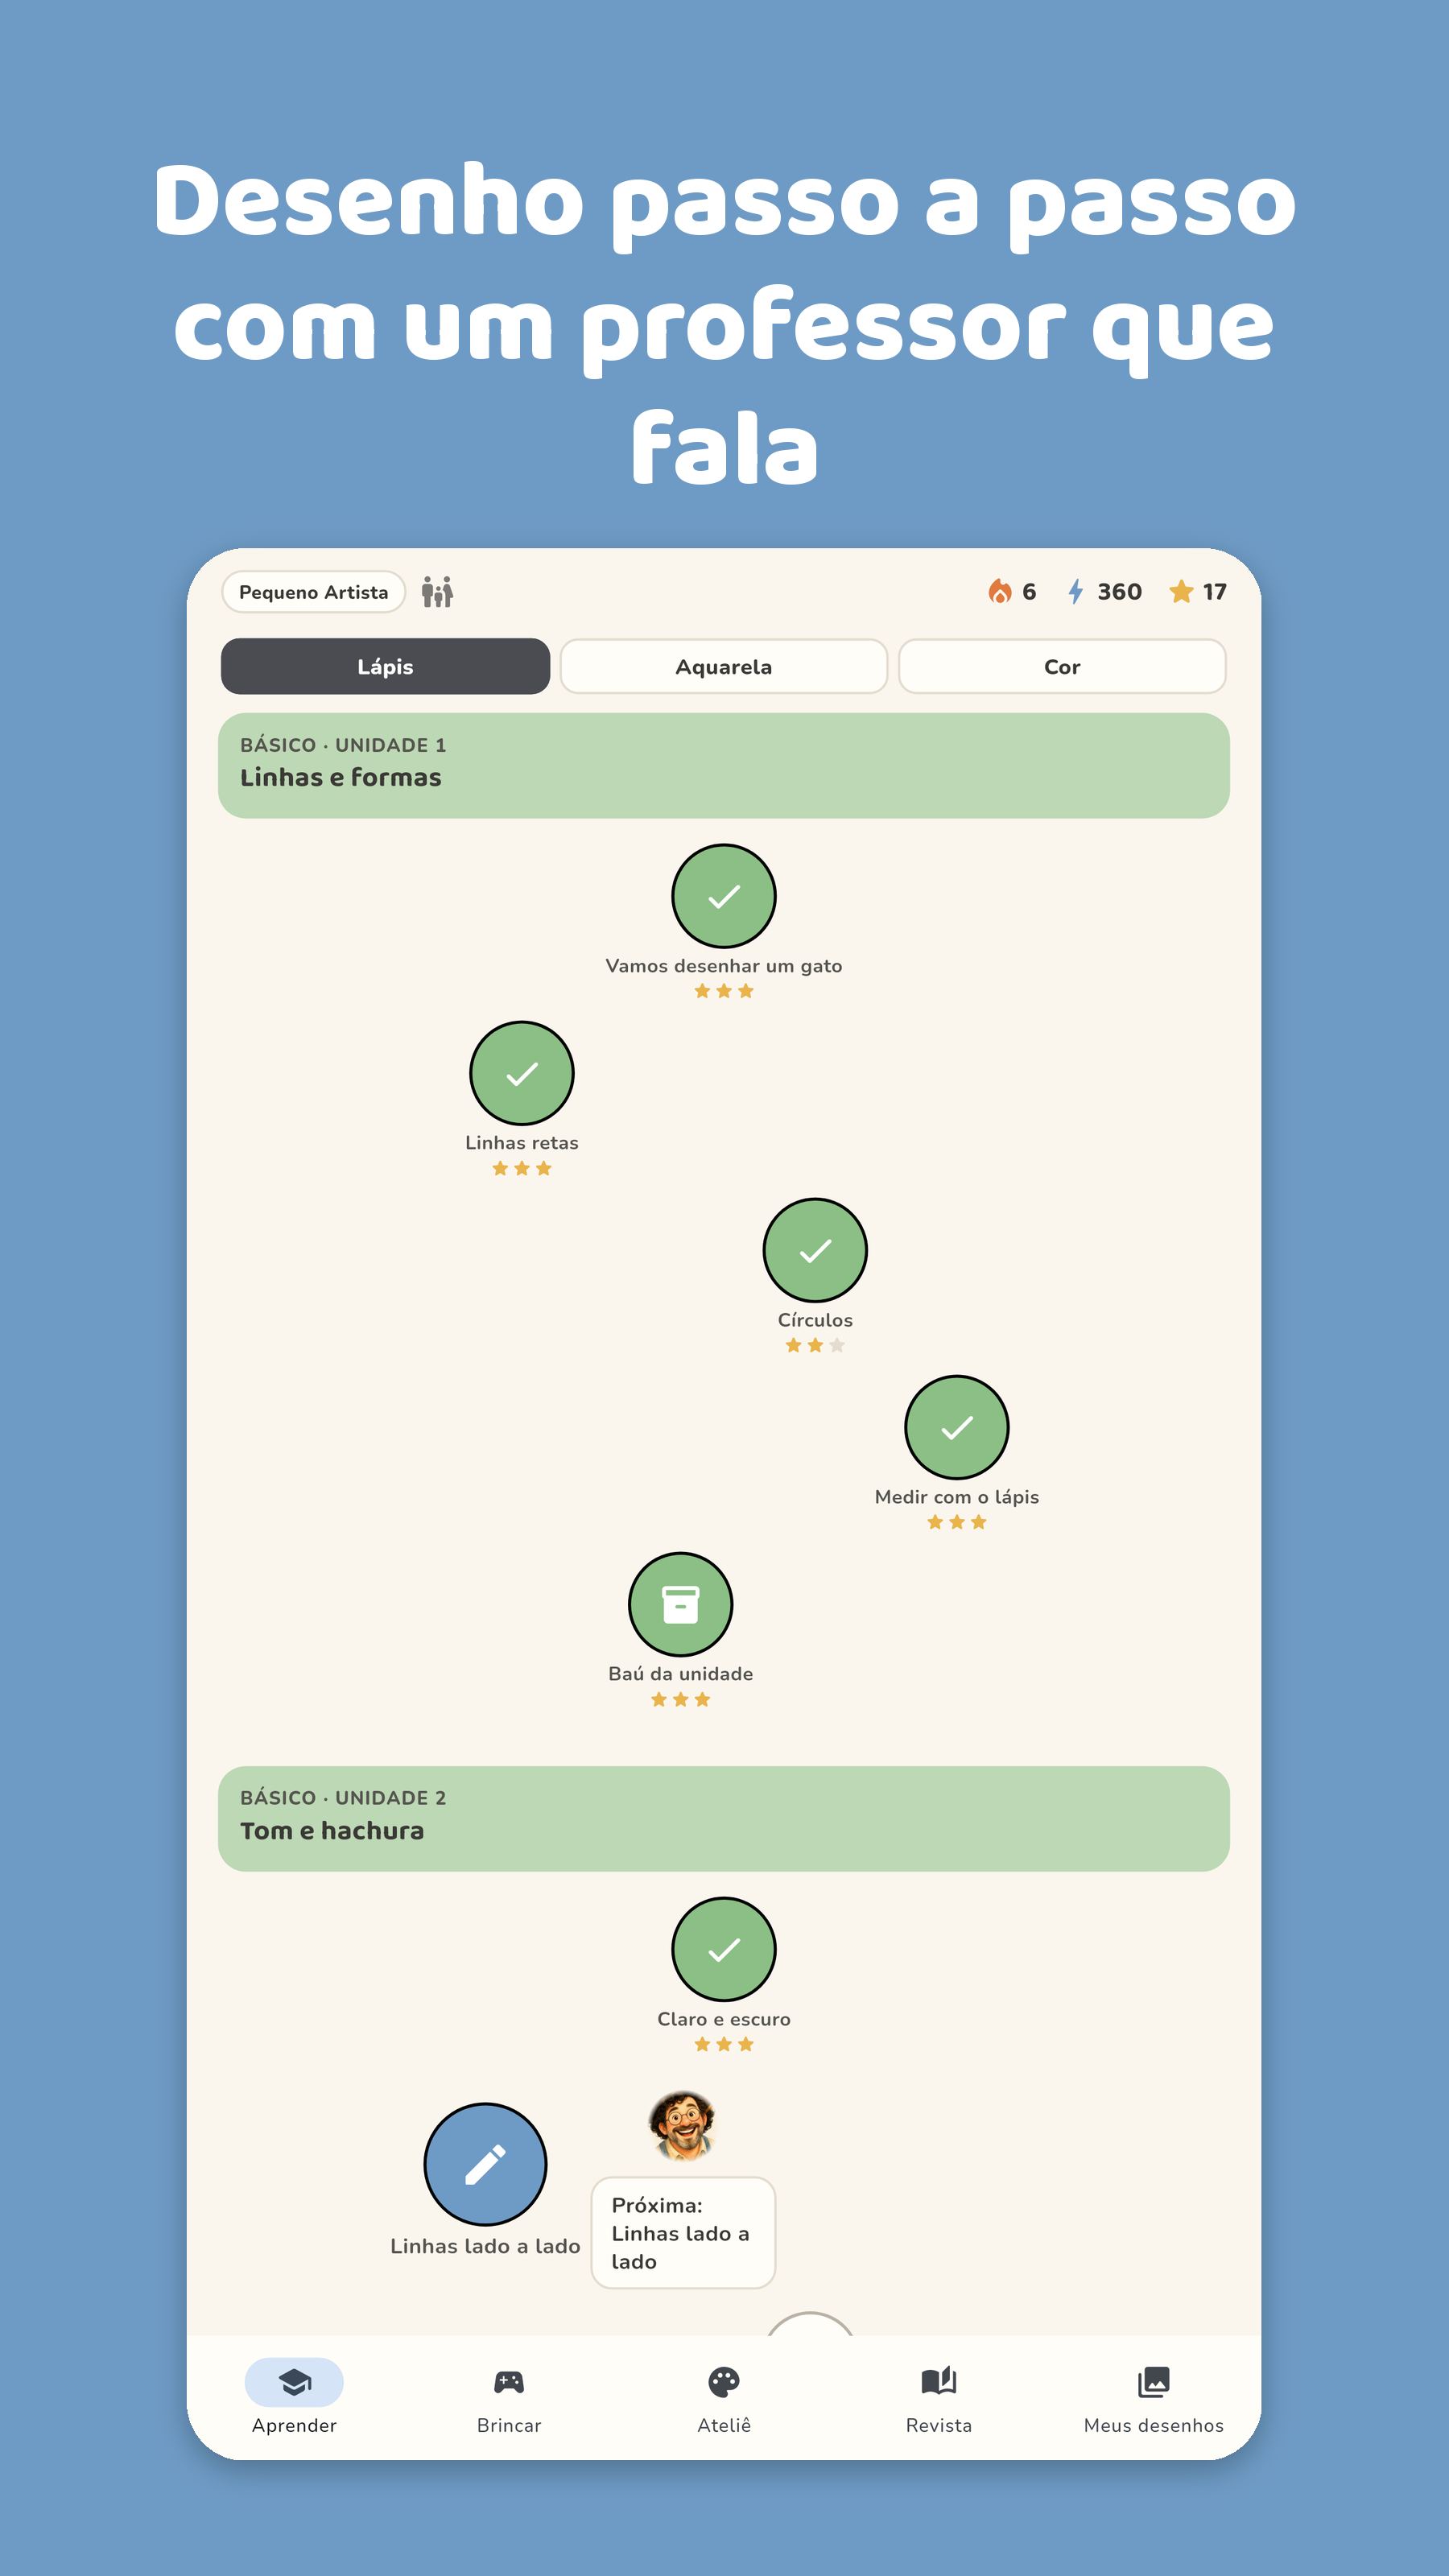 Desenho passo a passo
com um professor que
fala
Pequeno Artista
6
360
17
Lápis
Aquarela
Cor
BÁSICO · UNIDADE 1
Linhas e formas
Vamos desenhar um gato
Linhas retas
Círculos
Medir com o lápis
Baú da unidade
BÁSICO · UNIDADE 2
Tom e hachura
Claro e escuro
Linhas lado a lado
Próxima:
Linhas lado a
lado
Aprender
Brincar
Ateliê
Revista
Meus desenhos